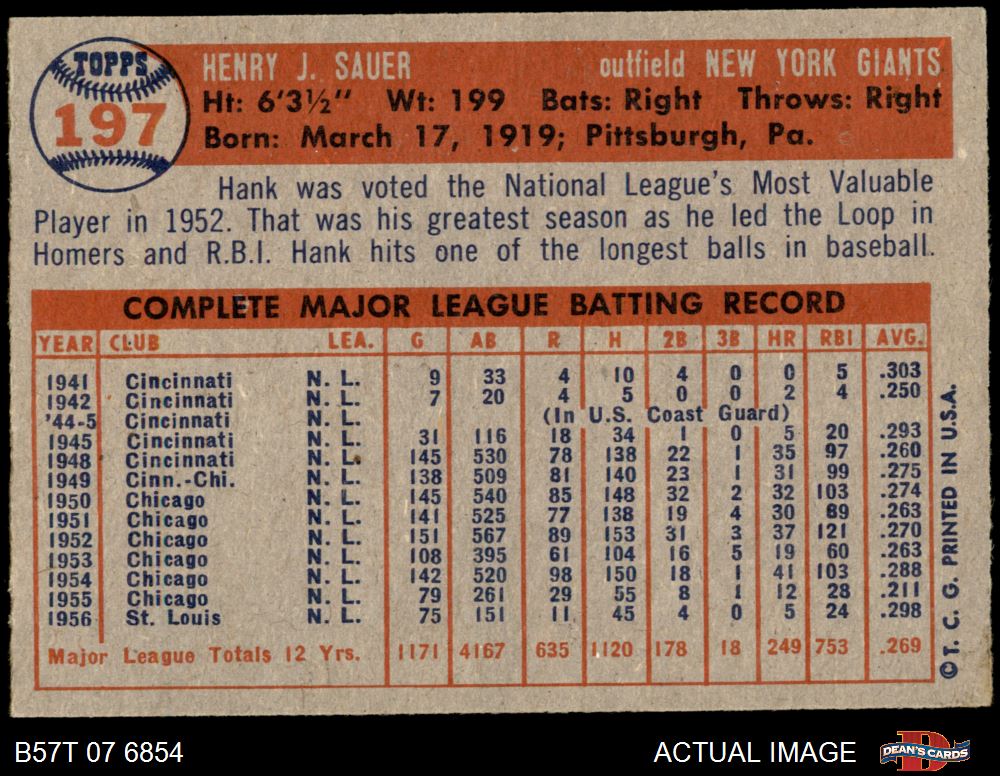 TOPPS
197
HENRY J. SAUER outfield NEW YORK GIANTS
Ht: 6'3½" Wt: 199 Bats: Right Throws: Right
Born: March 17, 1919; Pittsburgh, Pa.
Hank was voted the National League's Most Valuable
Player in 1952. That was his greatest season as he led the Loop in
Homers and R.B.I. Hank hits one of the longest balls in baseball.
COMPLETE MAJOR LEAGUE BATTING RECORD
YEAR CLUB LEA. G AB R H 2B 3B HR RBI AVG.
1941 Cincinnati N. L. 9 33 4 10 4 0 0 5 .303
1942 Cincinnati N. L. 7 20 4 5 0 0 2 4 .250
'44-5 Cincinnati N. L. (In U.S. Coast Guard)
1945 Cincinnati N. L. 31 116 18 34 1 0 5 20 .293
1948 Cincinnati N. L. 145 530 78 138 22 1 35 97 .260
1949 Cinn.-Chi. N. L. 138 509 81 140 23 1 31 99 .275
1950 Chicago N. L. 145 540 85 148 32 2 32 103 .274
1951 Chicago N. L. 141 525 77 138 19 4 30 89 .263
1952 Chicago N. L. 151 567 89 153 31 3 37 121 .270
1953 Chicago N. L. 108 395 61 104 16 5 19 60 .263
1954 Chicago N. L. 142 520 98 150 18 1 41 103 .288
1955 Chicago N. L. 79 261 29 55 8 1 12 28 .211
1956 St. Louis N. L. 75 151 11 45 4 0 5 24 .298
Major League Totals 12 Yrs. 1171 4167 635 1120 178 18 249 753 .269
©T. C. G. PRINTED IN U.S.A.
B57T 07 6854 ACTUAL IMAGE
D
DEAN'S CARDS